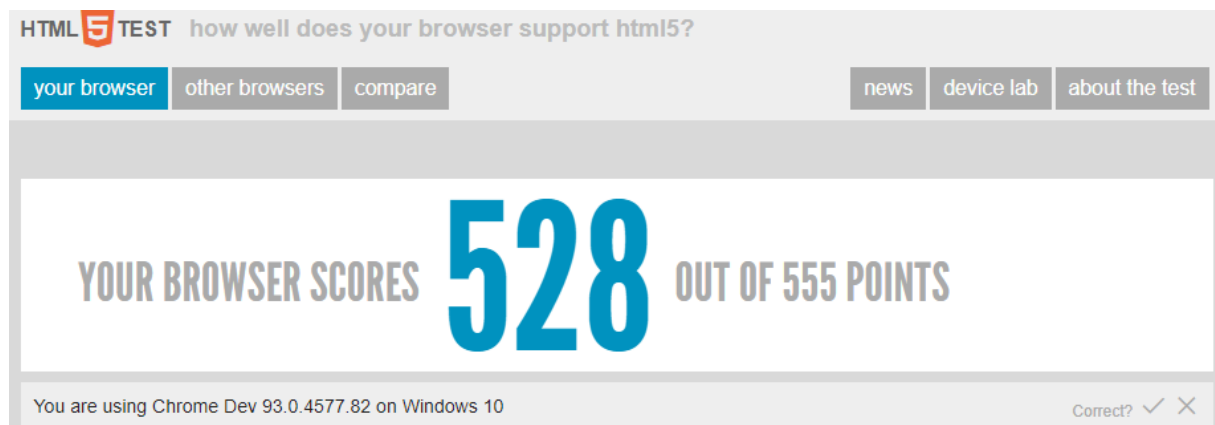 HTML 5 TEST how well does your browser support html5?
your browser other browsers compare news device lab about the test
YOUR BROWSER SCORES 528 OUT OF 555 POINTS
You are using Chrome Dev 93.0.4577.82 on Windows 10 Correct?